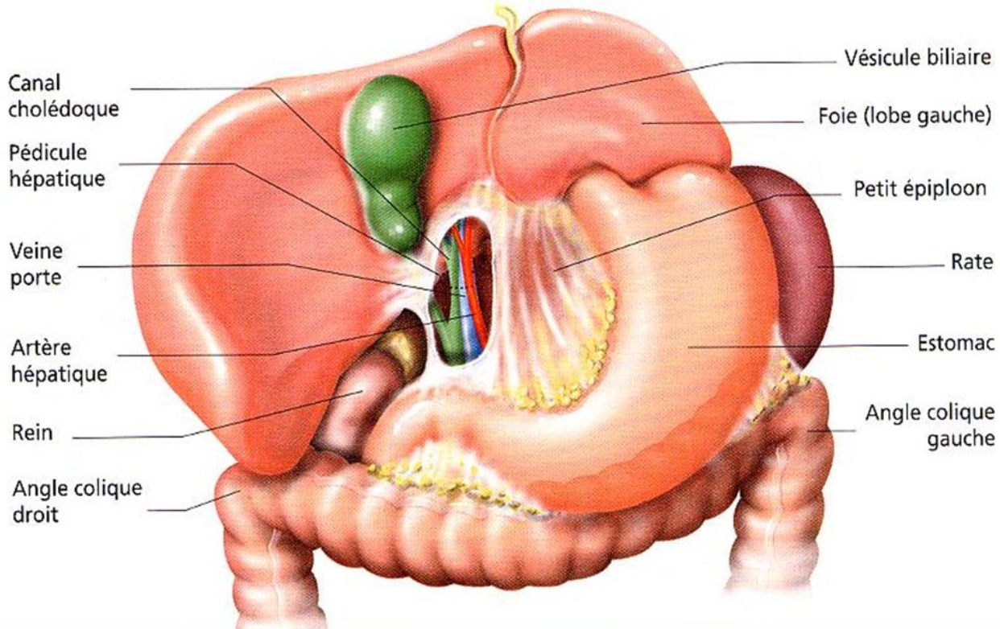 Canal
cholédoque
Pédicule
hépatique
Veine
porte
Artère
hépatique
Rein
Angle colique
droit
Vésicule biliaire
Foie (lobe gauche)
Petit épiploon
Rate
Estomac
Angle colique
gauche